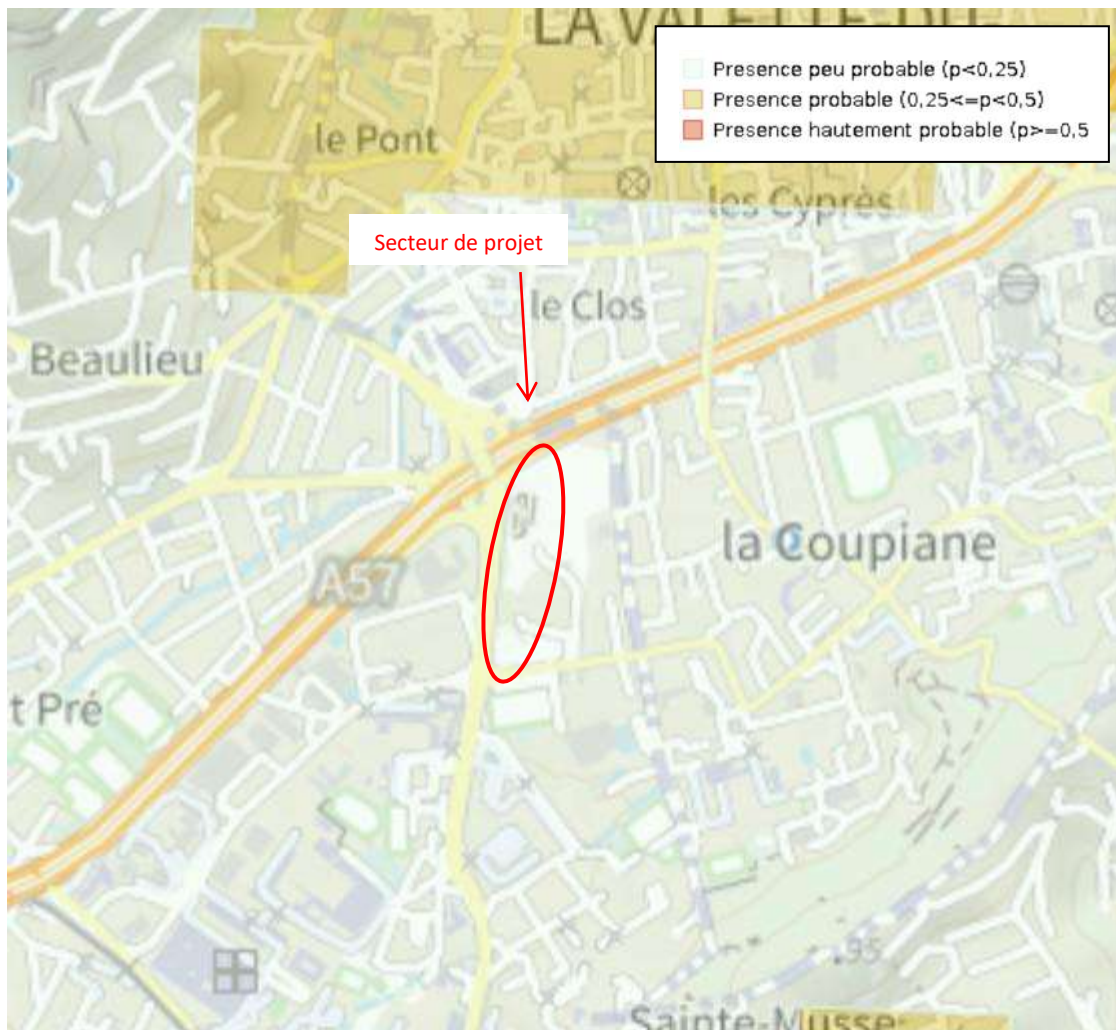 LA VALETTE-DU
Presence peu probable (p<0,25)
Presence probable (0,25<=p<0,5)
Presence hautement probable (p>=0,5
le Pont
les Cyprès
Secteur de projet
le Clos
Beaulieu
la Coupiane
A57
t Pré
95
Sainte-Musse